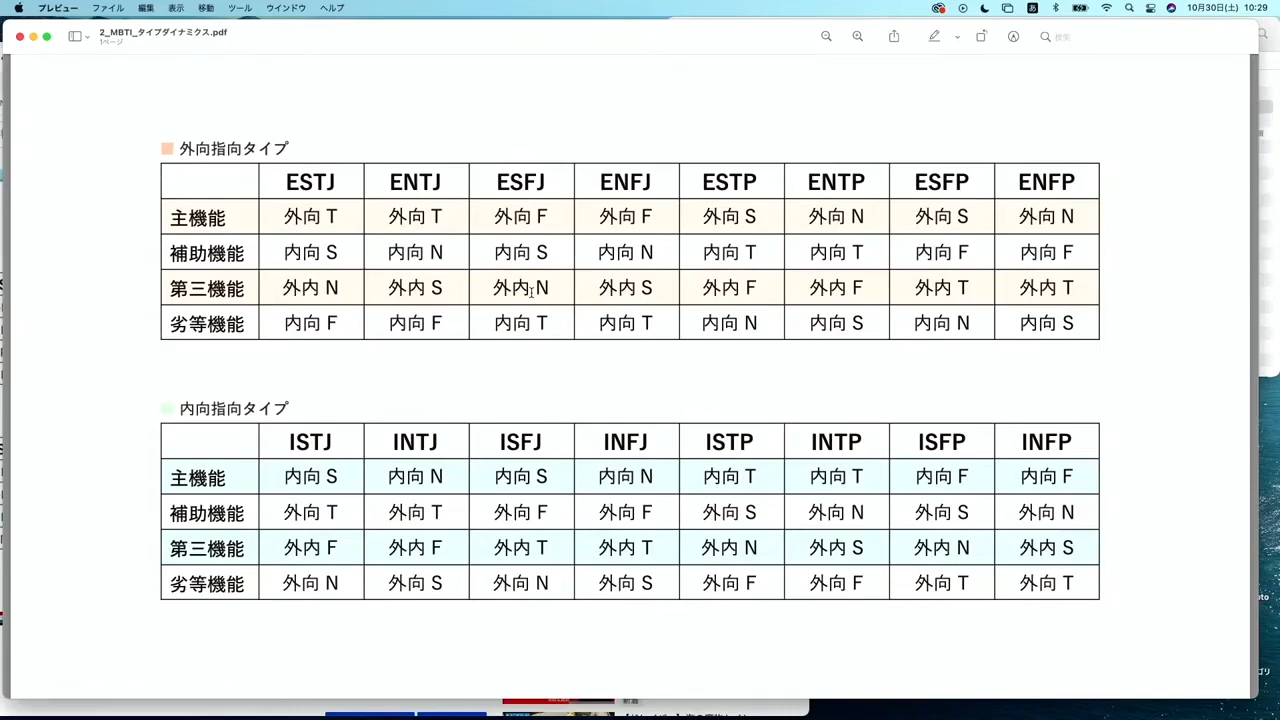 プレビュー ファイル 編集 表示 移動 ツール ウインドウ ヘルプ あ 10月30日(土) 10:29
2_MBTI_タイプダイナミクス.pdf
1ページ
検索
外向指向タイプ
ESTJ ENTJ ESFJ ENFJ ESTP ENTP ESFP ENFP
主機能 外向 T 外向 T 外向 F 外向 F 外向 S 外向 N 外向 S 外向 N
補助機能 内向 S 内向 N 内向 S 内向 N 内向 T 内向 T 内向 F 内向 F
第三機能 外内 N 外内 S 外内 N 外内 S 外内 F 外内 F 外内 T 外内 T
劣等機能 内向 F 内向 F 内向 T 内向 T 内向 N 内向 S 内向 N 内向 S
内向指向タイプ
ISTJ INTJ ISFJ INFJ ISTP INTP ISFP INFP
主機能 内向 S 内向 N 内向 S 内向 N 内向 T 内向 T 内向 F 内向 F
補助機能 外向 T 外向 T 外向 F 外向 F 外向 S 外向 N 外向 S 外向 N
第三機能 外内 F 外内 F 外内 T 外内 T 外内 N 外内 S 外内 N 外内 S
劣等機能 外向 N 外向 S 外向 N 外向 S 外向 F 外向 F 外向 T 外向 T